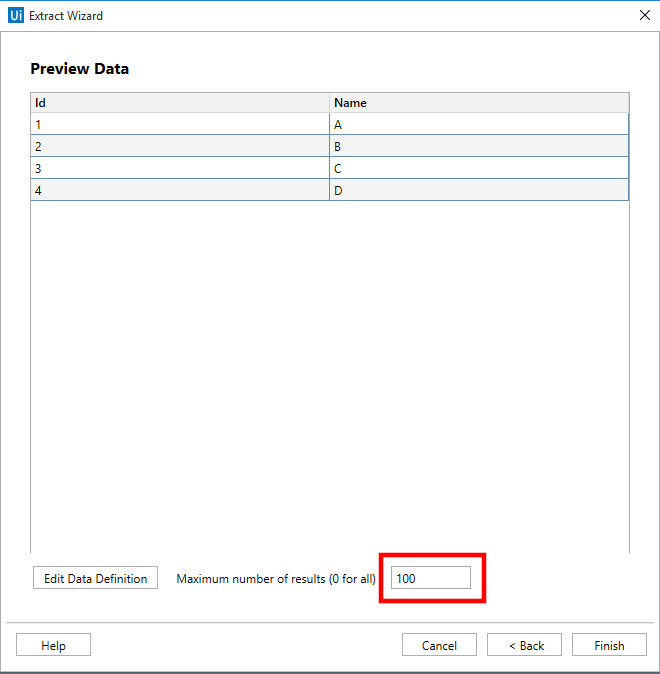 Ui Extract Wizard
Preview Data
Id Name
1 A
2 B
3 C
4 D
Edit Data Definition Maximum number of results (0 for all) 100
Help Cancel < Back Finish